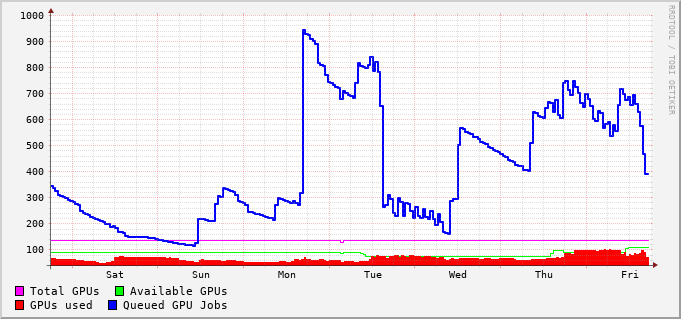 1000
900
800
700
600
500
400
300
200
100
Sat Sun Mon Tue Wed Thu Fri
Total GPUs Available GPUs
GPUs used Queued GPU Jobs
RRDTOOL / TOBI OETIKER